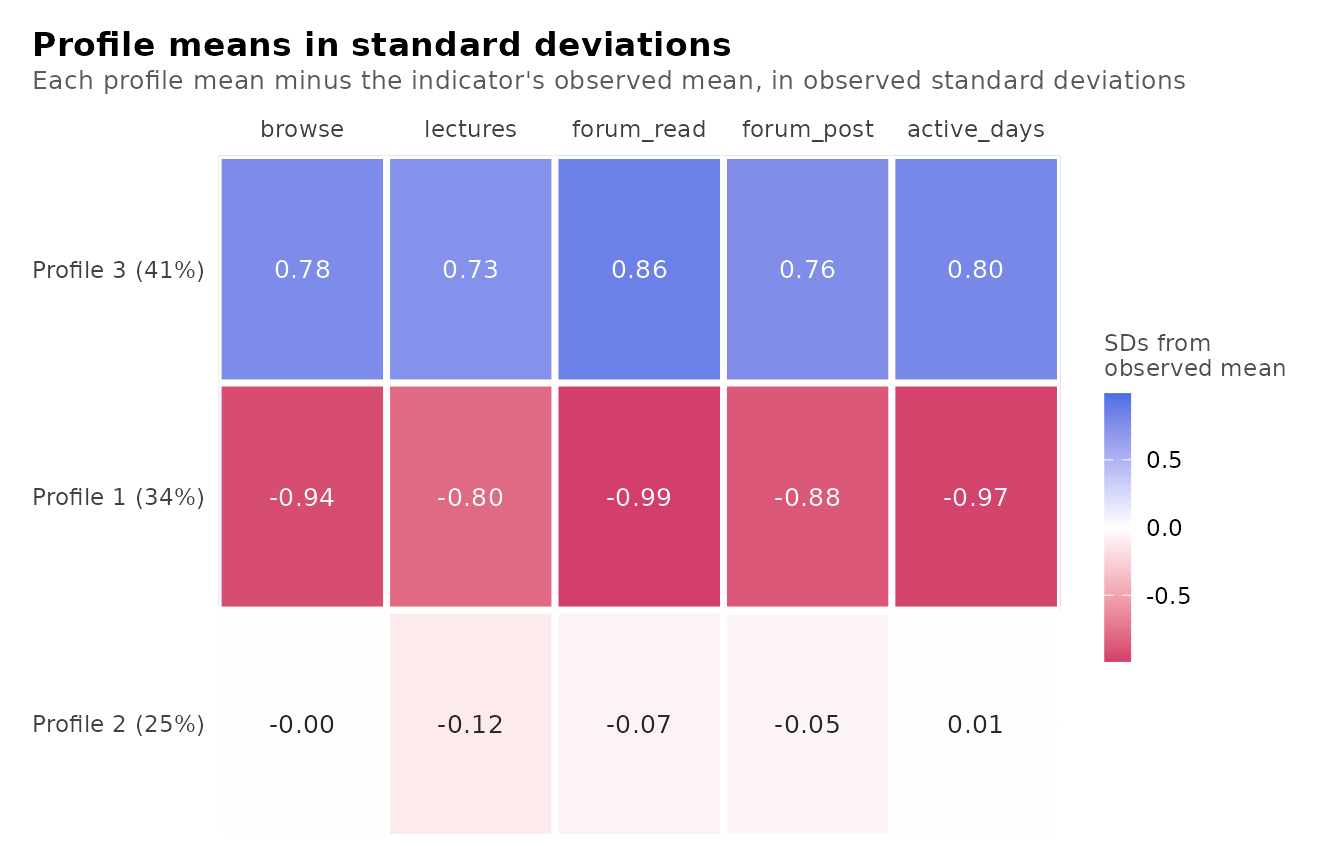 Profile means in standard deviations
Each profile mean minus the indicator's observed mean, in observed standard deviations
browse lectures forum_read forum_post active_days
Profile 3 (41%) 0.78 0.73 0.86 0.76 0.80
SDs from
observed mean
0.5
Profile 1 (34%) -0.94 -0.80 -0.99 -0.88 -0.97
0.0
-0.5
Profile 2 (25%) -0.00 -0.12 -0.07 -0.05 0.01